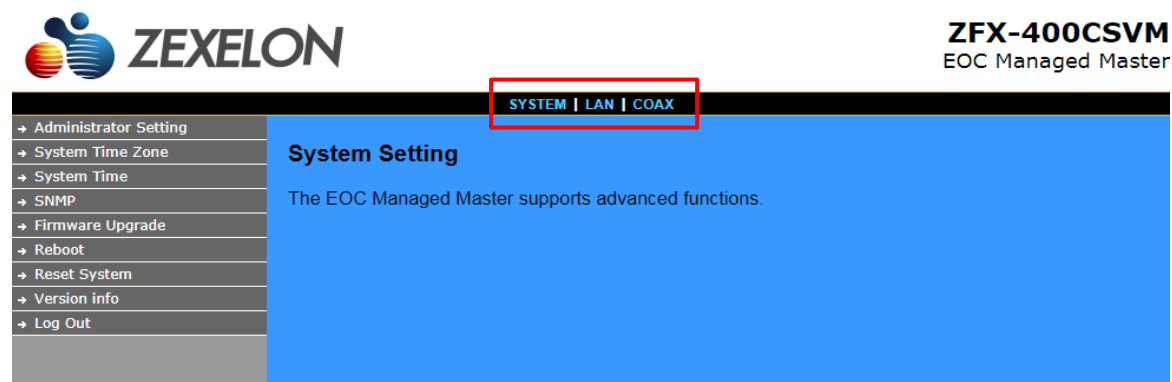 ZEXELON
ZFX-400CSVM
EOC Managed Master
SYSTEM | LAN | COAX
→ Administrator Setting
→ System Time Zone
→ System Time
→ SNMP
→ Firmware Upgrade
→ Reboot
→ Reset System
→ Version info
→ Log Out
System Setting
The EOC Managed Master supports advanced functions.